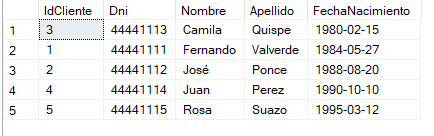 IdCliente Dni Nombre Apellido FechaNacimiento
1 3 44441113 Camila Quispe 1980-02-15
2 1 44441111 Fernando Valverde 1984-05-27
3 2 44441112 José Ponce 1988-08-20
4 4 44441114 Juan Perez 1990-10-10
5 5 44441115 Rosa Suazo 1995-03-12